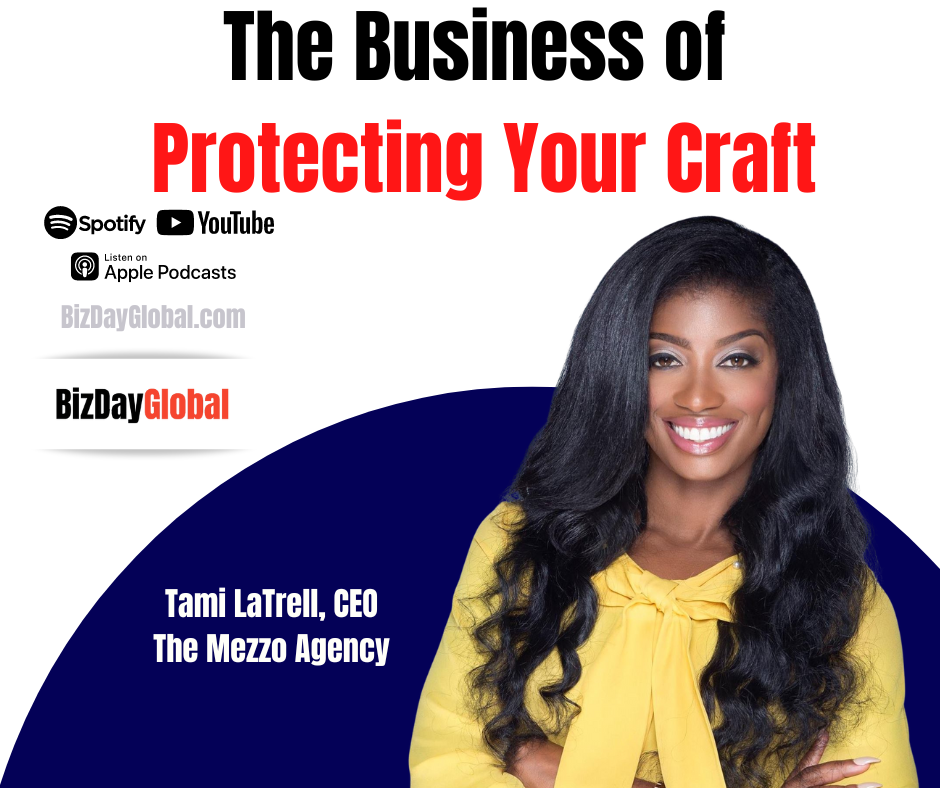 The Business of
Protecting Your Craft
Spotify YouTube
Listen on
Apple Podcasts
BizDayGlobal.com
BizDayGlobal
Tami LaTrell, CEO
The Mezzo Agency